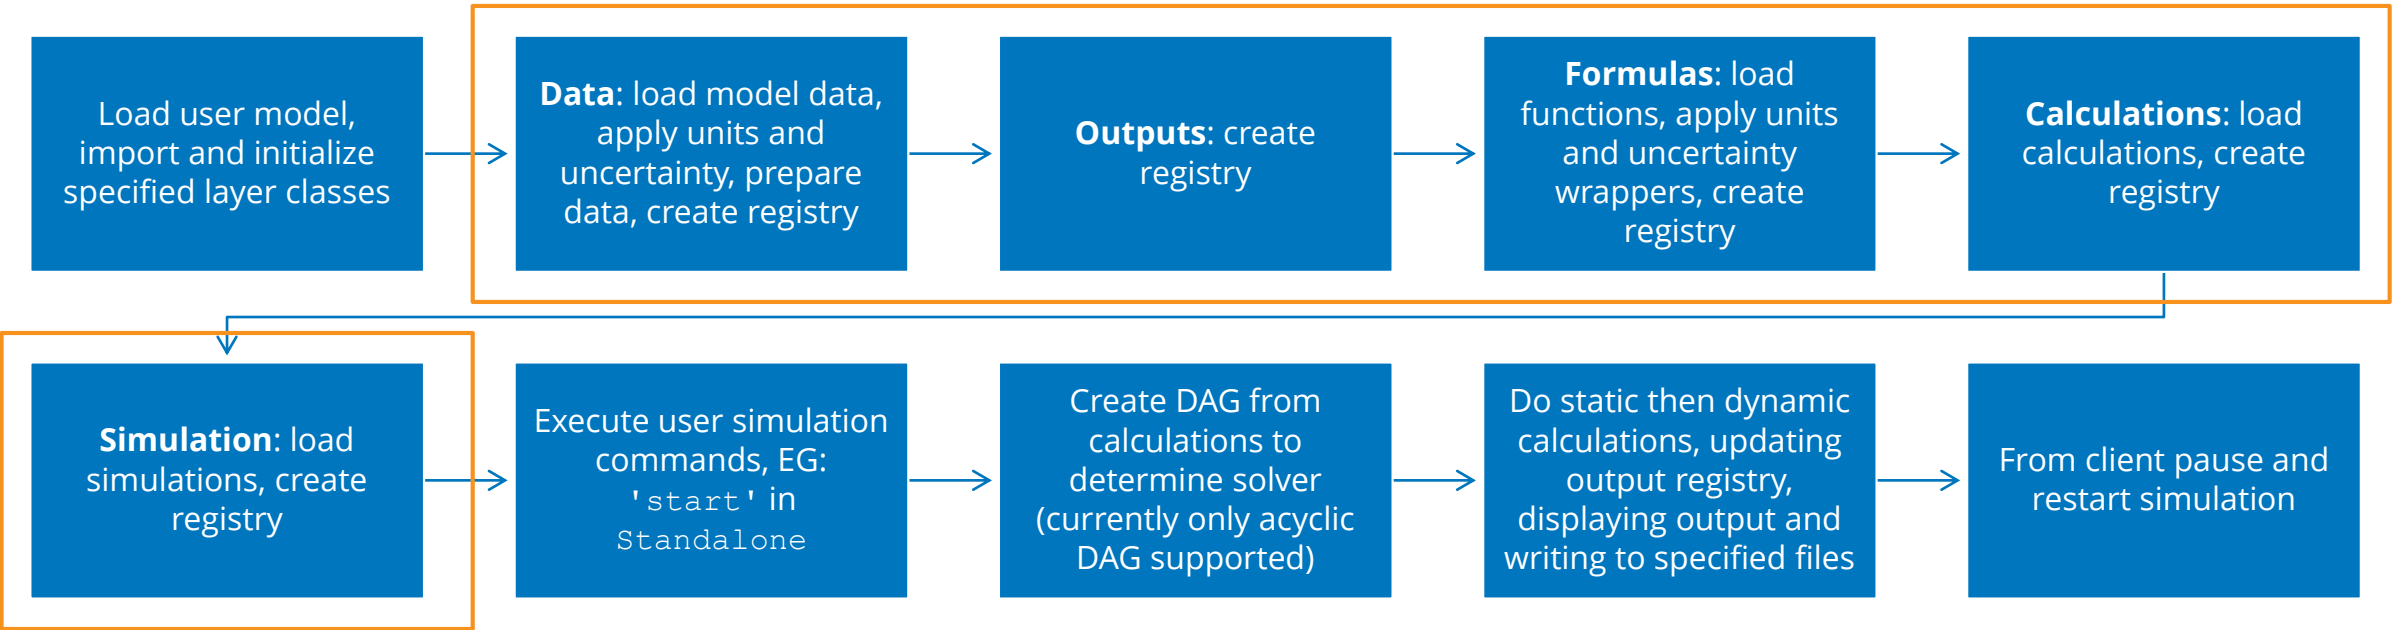 Load user model,
import and initialize
specified layer classes
Data: load model data,
apply units and
uncertainty, prepare
data, create registry
Outputs: create
registry
Formulas: load
functions, apply units
and uncertainty
wrappers, create
registry
Calculations: load
calculations, create
registry
Simulation: load
simulations, create
registry
Execute user simulation
commands, EG:
'start' in
Standalone
Create DAG from
calculations to
determine solver
(currently only acyclic
DAG supported)
Do static then dynamic
calculations, updating
output registry,
displaying output and
writing to specified files
From client pause and
restart simulation